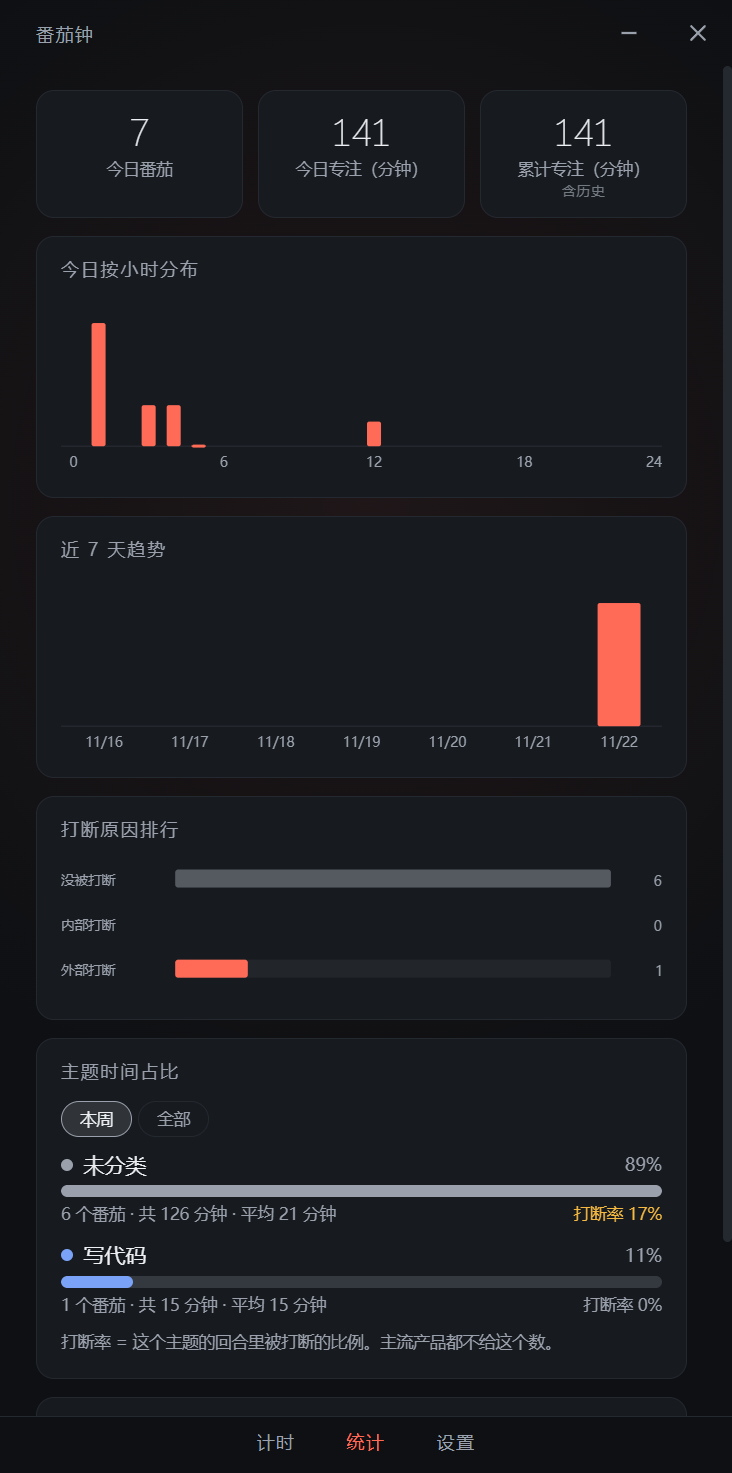 番茄钟
7
今日番茄
141
今日专注（分钟）
141
累计专注（分钟）
含历史
今日按小时分布
0 6 12 18 24
近 7 天趋势
11/16 11/17 11/18 11/19 11/20 11/21 11/22
打断原因排行
没被打断 6
内部打断 0
外部打断 1
主题时间占比
本周 全部
未分类 89%
6 个番茄 · 共 126 分钟 · 平均 21 分钟 打断率 17%
写代码 11%
1 个番茄 · 共 15 分钟 · 平均 15 分钟 打断率 0%
打断率 = 这个主题的回合里被打断的比例。主流产品都不给这个数。
计时 统计 设置